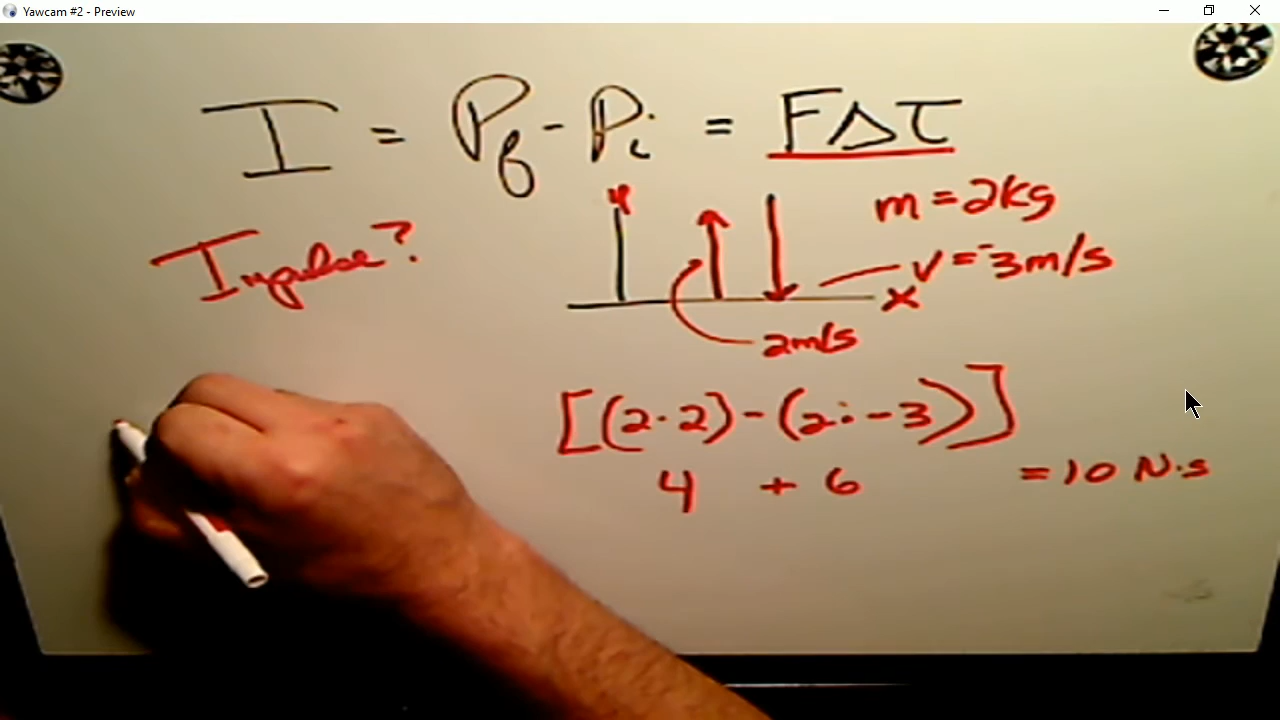 Yawcam #2 - Preview
I = Pf - Pi = FΔT
Impulse?
y
m = 2kg
v = -3m/s
x
2m/s
[(2·2) - (2·-3)]
4 + 6 = 10 N·s